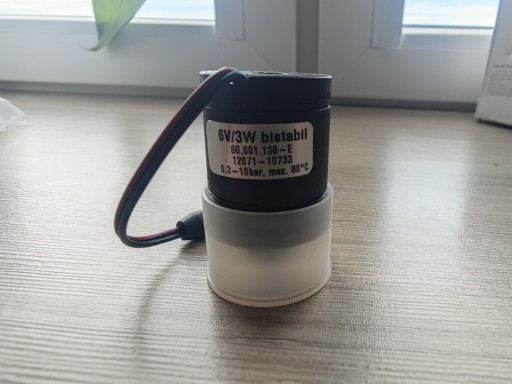 6V/3W bistabil
60.001.138-E
12071-10733
0.3-10bar, max. 80°C